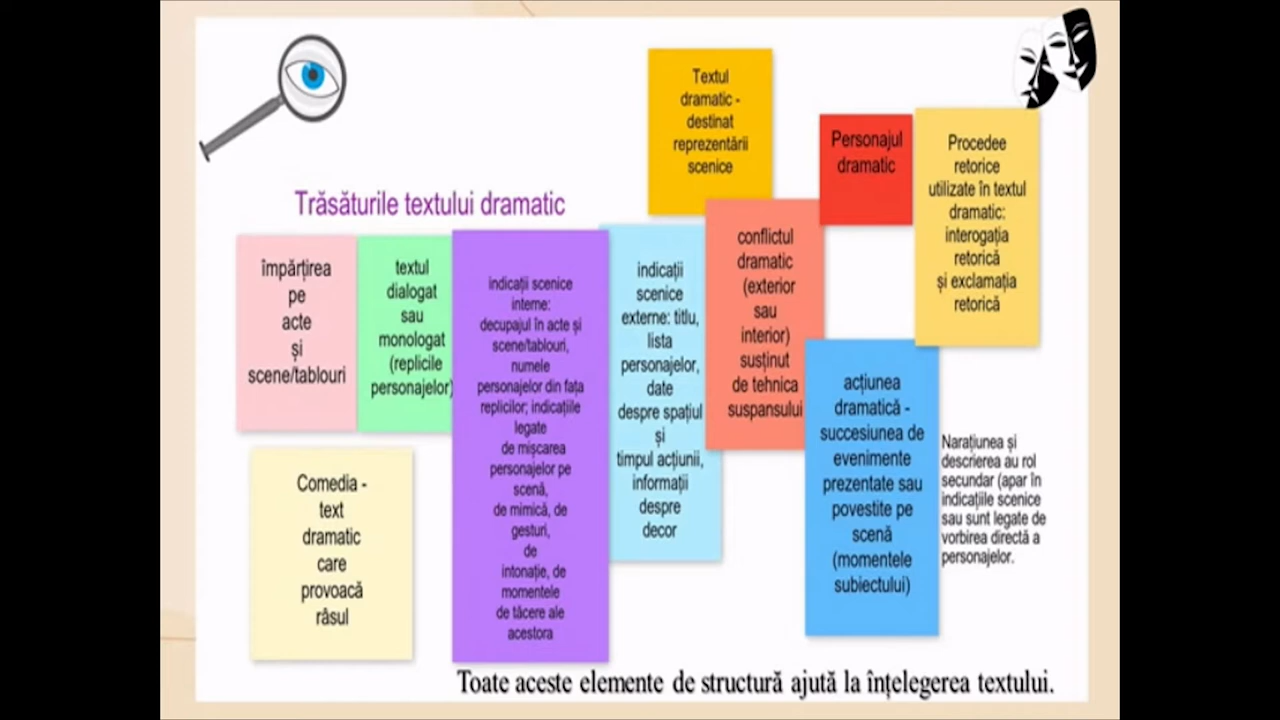 Trăsăturile textului dramatic
împărțirea
pe
acte
și
scene/tablouri
textul
dialogat
sau
monologat
(replicile
personajelor)
indicații scenice
interne:
decupajul în acte și
scene/tablouri,
numele
personajelor din fața
replicilor; indicațiile
legate
de mișcarea
personajelor pe
scenă,
de mimică, de
gesturi,
de
intonație, de
momentele
de tăcere ale
acestora
indicații
scenice
externe: titlu,
lista
personajelor,
date
despre spațiul
și
timpul acțiunii,
informații
despre
decor
Textul
dramatic -
destinat
reprezentării
scenice
conflictul
dramatic
(exterior
sau
interior)
susținut
de tehnica
suspansului
Personajul
dramatic
Procedee
retorice
utilizate în textul
dramatic:
interogația
retorică
și exclamația
retorică
acțiunea
dramatică -
succesiunea de
evenimente
prezentate sau
povestite pe
scenă
(momentele
subiectului)
Narațiunea și
descrierea au rol
secundar (apar în
indicațiile scenice
sau sunt legate de
vorbirea directă a
personajelor.
Comedia -
text
dramatic
care
provoacă
râsul
Toate aceste elemente de structură ajută la înțelegerea textului.